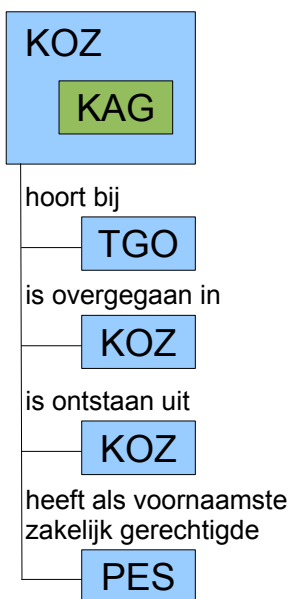 KOZ
KAG
hoort bij
TGO
is overgegaan in
KOZ
is ontstaan uit
KOZ
heeft als voornaamste
zakelijk gerechtigde
PES